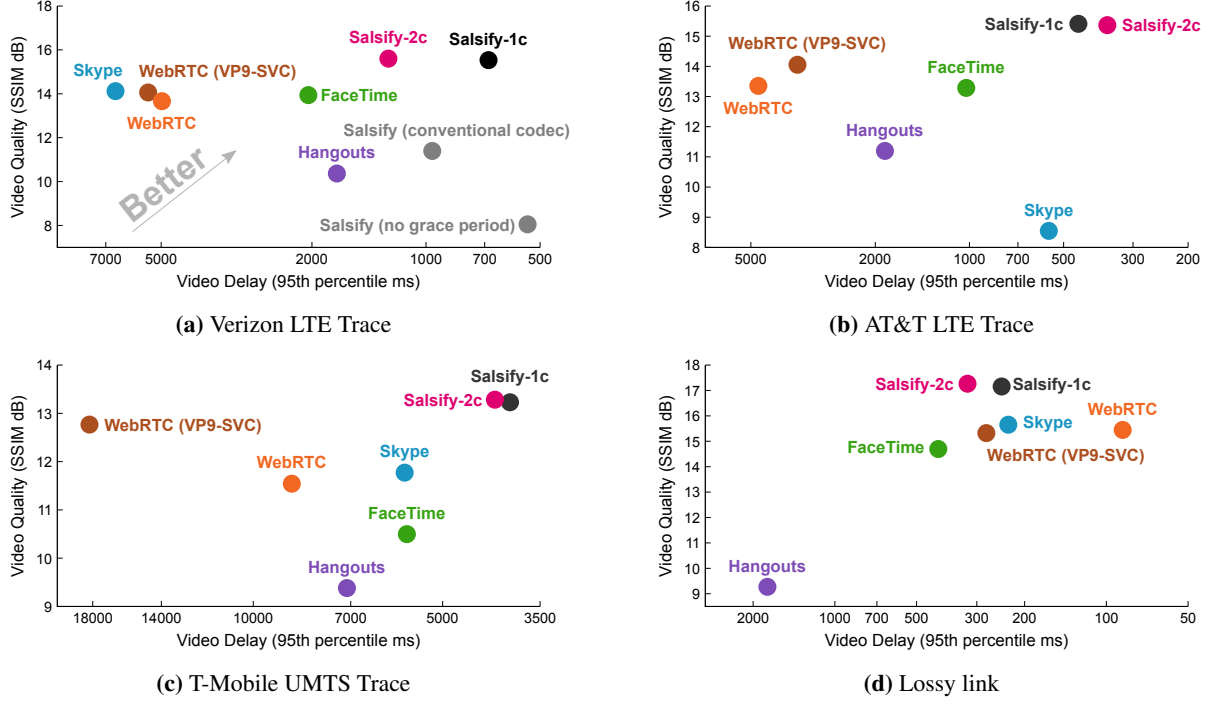 Video Quality (SSIM dB)
18
16
14
12
10
8
Salsify-2c
Salsify-1c
Skype
WebRTC (VP9-SVC)
WebRTC
FaceTime
Salsify (conventional codec)
Hangouts
Better
Salsify (no grace period)
7000 5000 2000 1000 700 500
Video Delay (95th percentile ms)
(a) Verizon LTE Trace
Video Quality (SSIM dB)
16
15
14
13
12
11
10
9
8
Salsify-1c
Salsify-2c
WebRTC (VP9-SVC)
FaceTime
WebRTC
Hangouts
Skype
5000 2000 1000 700 500 300 200
Video Delay (95th percentile ms)
(b) AT&T LTE Trace
Video Quality (SSIM dB)
14
13
12
11
10
9
Salsify-1c
Salsify-2c
WebRTC (VP9-SVC)
Skype
WebRTC
FaceTime
Hangouts
18000 14000 10000 7000 5000 3500
Video Delay (95th percentile ms)
(c) T-Mobile UMTS Trace
Video Quality (SSIM dB)
18
17
16
15
14
13
12
11
10
9
Salsify-2c
Salsify-1c
WebRTC
Skype
FaceTime
WebRTC (VP9-SVC)
Hangouts
2000 1000 700 500 300 200 100 50
Video Delay (95th percentile ms)
(d) Lossy link